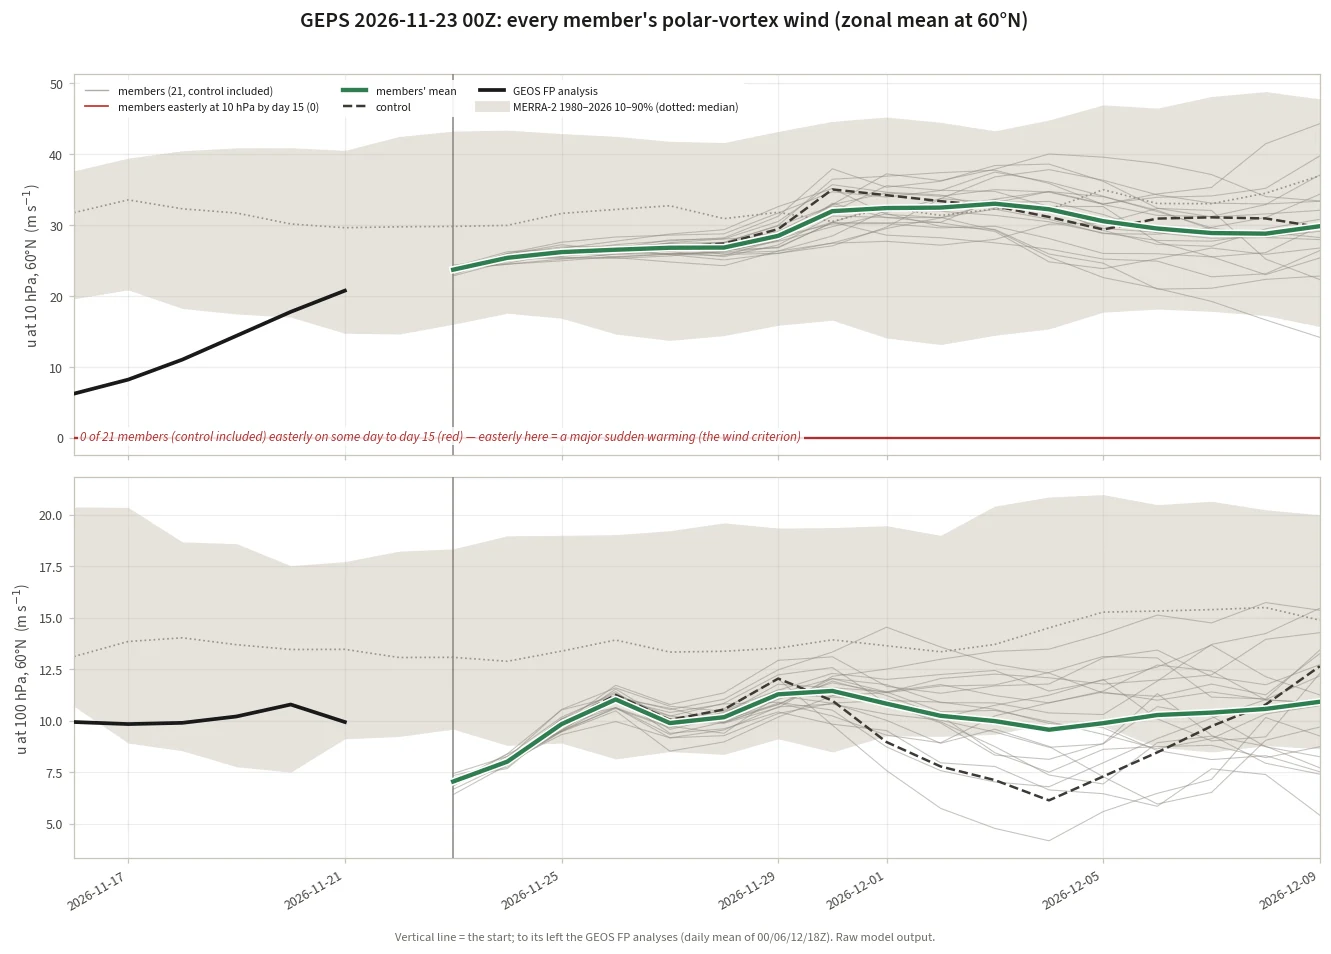 GEPS 2026-11-23 00Z: every member's polar-vortex wind (zonal mean at 60°N)
members (21, control included)
members easterly at 10 hPa by day 15 (0)
members' mean
control
GEOS FP analysis
MERRA-2 1980–2026 10–90% (dotted: median)
u at 10 hPa, 60°N (m s⁻¹)
50
40
30
20
10
0
0 of 21 members (control included) easterly on some day to day 15 (red) — easterly here = a major sudden warming (the wind criterion)
u at 100 hPa, 60°N (m s⁻¹)
20.0
17.5
15.0
12.5
10.0
7.5
5.0
2026-11-17
2026-11-21
2026-11-25
2026-11-29
2026-12-01
2026-12-05
2026-12-09
Vertical line = the start; to its left the GEOS FP analyses (daily mean of 00/06/12/18Z). Raw model output.